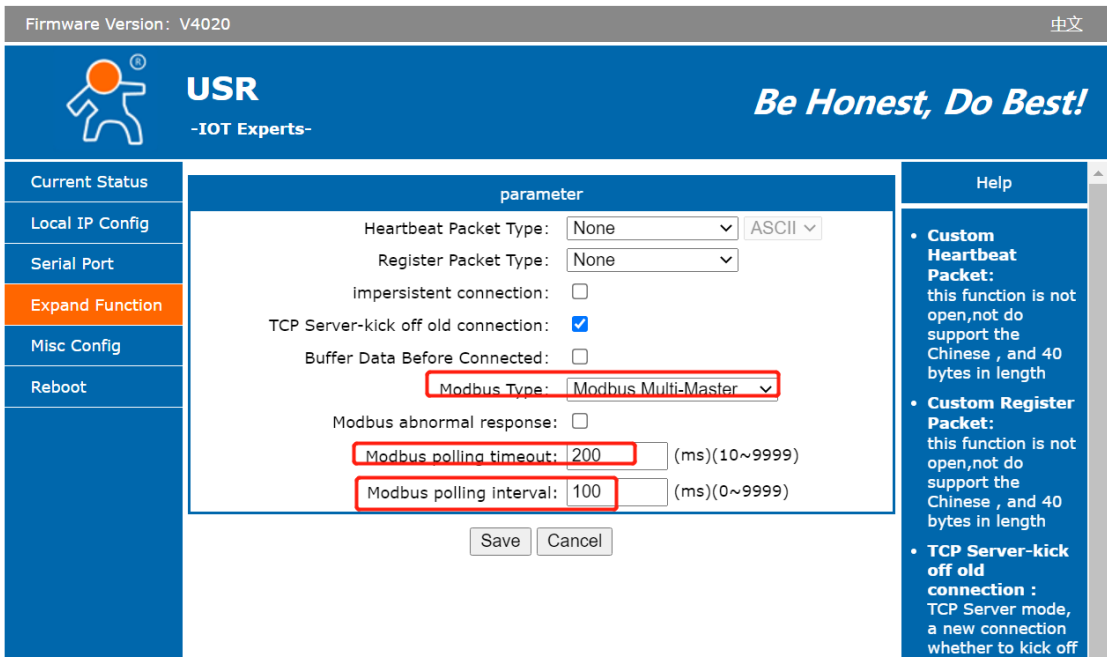 Firmware Version: V4020
中文
®
USR
-IOT Experts-
Be Honest, Do Best!
Current Status
Local IP Config
Serial Port
Expand Function
Misc Config
Reboot
parameter
Heartbeat Packet Type: None ASCII
Register Packet Type: None
impersistent connection:
TCP Server-kick off old connection:
Buffer Data Before Connected:
Modbus Type: Modbus Multi-Master
Modbus abnormal response:
Modbus polling timeout: 200 (ms)(10~9999)
Modbus polling interval: 100 (ms)(0~9999)
Save Cancel
Help
• Custom
Heartbeat
Packet:
this function is not
open,not do
support the
Chinese , and 40
bytes in length
• Custom Register
Packet:
this function is not
open,not do
support the
Chinese , and 40
bytes in length
• TCP Server-kick
off old
connection :
TCP Server mode,
a new connection
whether to kick off